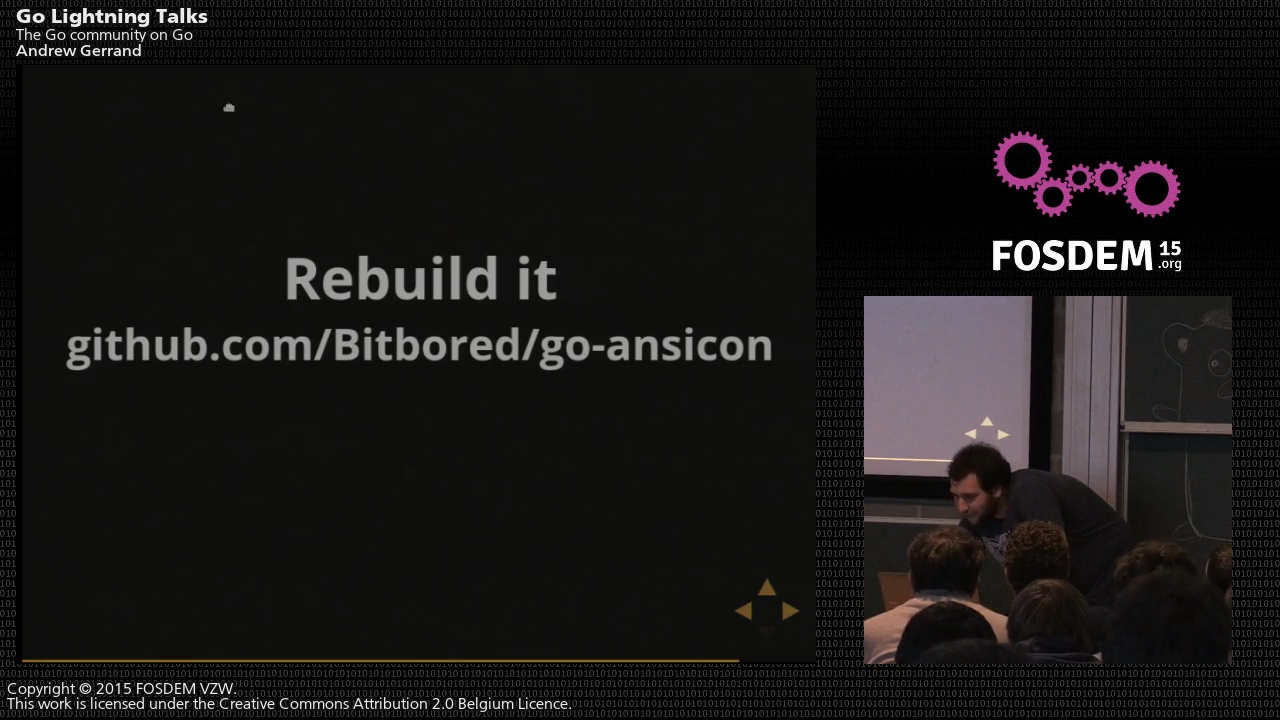 Go Lightning Talks
The Go community on Go
Andrew Gerrand
Rebuild it
github.com/Bitbored/go-ansicon
FOSDEM 15
.org
Copyright © 2015 FOSDEM VZW.
This work is licensed under the Creative Commons Attribution 2.0 Belgium Licence.